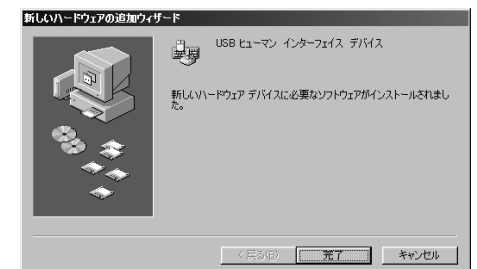 新しいハードウェアの追加ウィザード
USB ヒューマン インターフェイス デバイス
新しいハードウェア デバイスに必要なソフトウェアがインストールされまし
た。
< 戻る(B) 完了 キャンセル